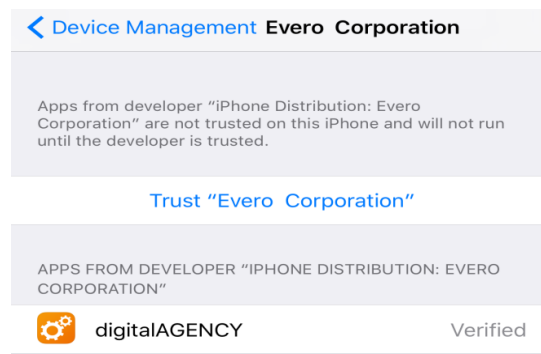 Device Management Evero Corporation
Apps from developer “iPhone Distribution: Evero
Corporation” are not trusted on this iPhone and will not run
until the developer is trusted.
Trust “Evero Corporation”
APPS FROM DEVELOPER “IPHONE DISTRIBUTION: EVERO
CORPORATION”
digitalAGENCY Verified